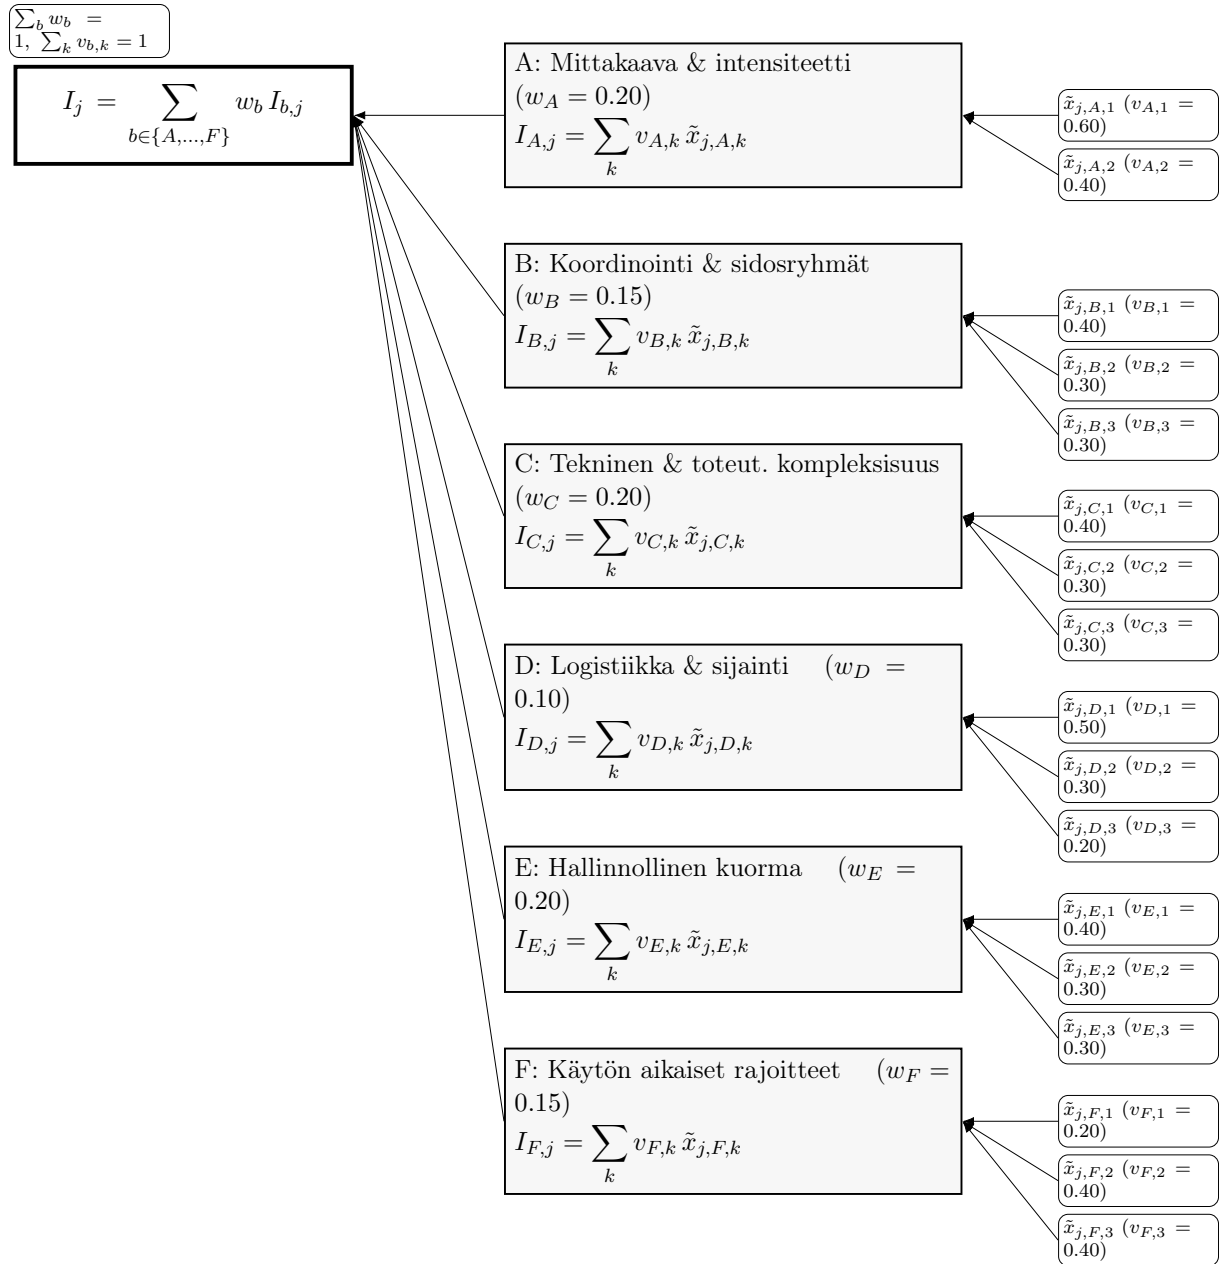 ∑_b w_b =
1, ∑_k v_{b,k} = 1
I_j = ∑_{b∈{A,...,F}} w_b I_{b,j}
A: Mittakaava & intensiteetti
(w_A = 0.20)
I_{A,j} = ∑_k v_{A,k} x̃_{j,A,k}
x̃_{j,A,1} (v_{A,1} =
0.60)
x̃_{j,A,2} (v_{A,2} =
0.40)
B: Koordinointi & sidosryhmät
(w_B = 0.15)
I_{B,j} = ∑_k v_{B,k} x̃_{j,B,k}
x̃_{j,B,1} (v_{B,1} =
0.40)
x̃_{j,B,2} (v_{B,2} =
0.30)
x̃_{j,B,3} (v_{B,3} =
0.30)
C: Tekninen & toteut. kompleksisuus
(w_C = 0.20)
I_{C,j} = ∑_k v_{C,k} x̃_{j,C,k}
x̃_{j,C,1} (v_{C,1} =
0.40)
x̃_{j,C,2} (v_{C,2} =
0.30)
x̃_{j,C,3} (v_{C,3} =
0.30)
D: Logistiikka & sijainti (w_D =
0.10)
I_{D,j} = ∑_k v_{D,k} x̃_{j,D,k}
x̃_{j,D,1} (v_{D,1} =
0.50)
x̃_{j,D,2} (v_{D,2} =
0.30)
x̃_{j,D,3} (v_{D,3} =
0.20)
E: Hallinnollinen kuorma (w_E =
0.20)
I_{E,j} = ∑_k v_{E,k} x̃_{j,E,k}
x̃_{j,E,1} (v_{E,1} =
0.40)
x̃_{j,E,2} (v_{E,2} =
0.30)
x̃_{j,E,3} (v_{E,3} =
0.30)
F: Käytön aikaiset rajoitteet (w_F =
0.15)
I_{F,j} = ∑_k v_{F,k} x̃_{j,F,k}
x̃_{j,F,1} (v_{F,1} =
0.20)
x̃_{j,F,2} (v_{F,2} =
0.40)
x̃_{j,F,3} (v_{F,3} =
0.40)